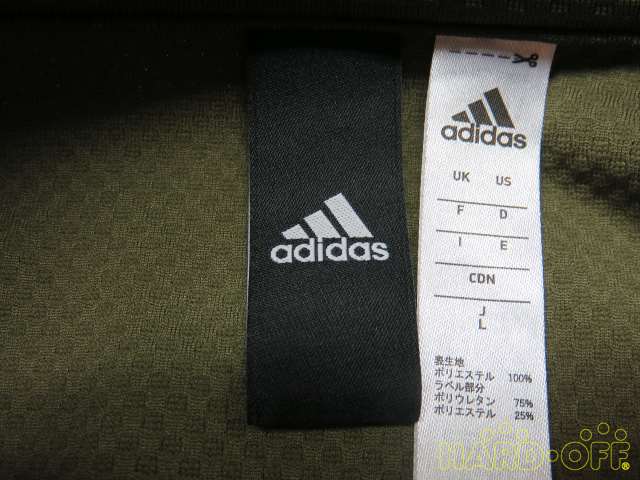 adidas
adidas
UK US
F D
I E
CDN
J
L
表生地
ポリエステル 100%
ラベル部分
ポリウレタン 75%
ポリエステル 25%
HARD·OFF